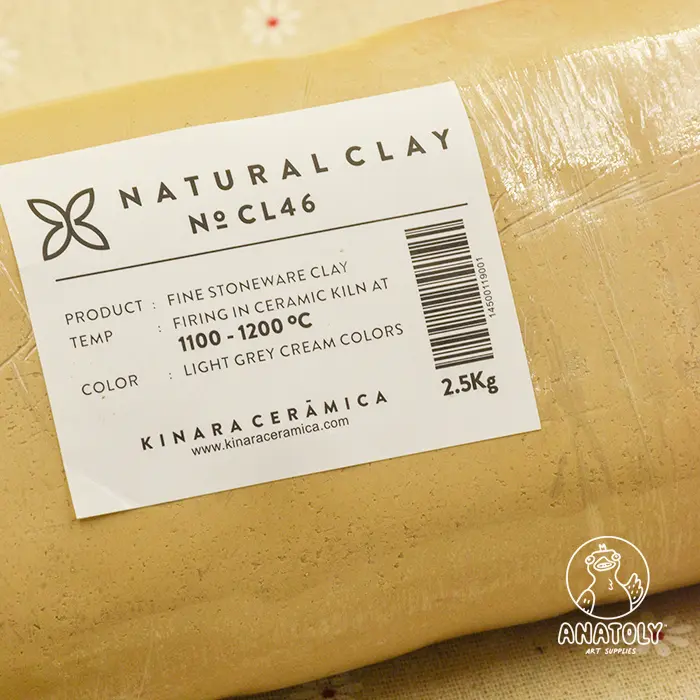 NATURAL CLAY
Nº CL46
PRODUCT : FINE STONEWARE CLAY
TEMP : FIRING IN CERAMIC KILN AT
1100 - 1200 ºC
COLOR : LIGHT GREY CREAM COLORS
14500119001
2.5Kg
KINARA CERĀMICA
www.kinaraceramica.com
ANATOLY™
ART SUPPLIES